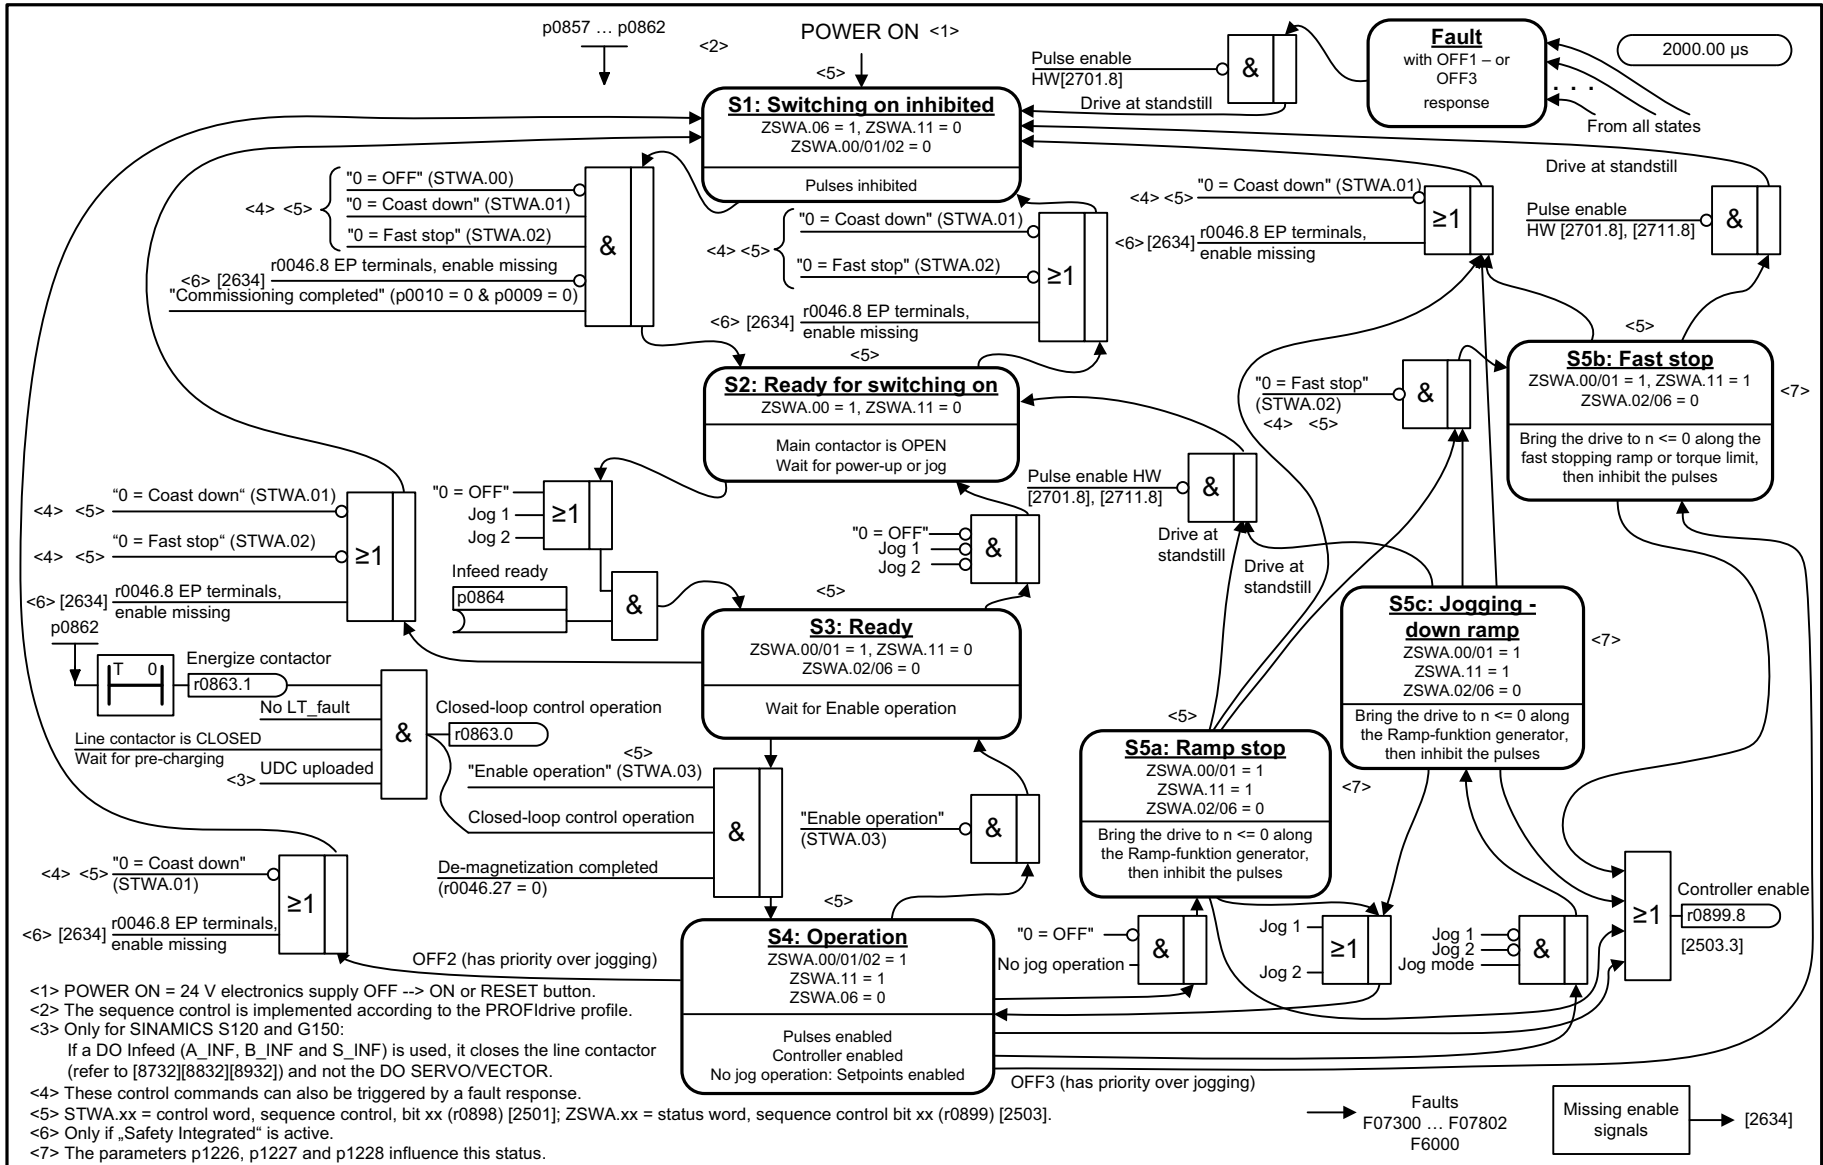 p0857 … p0862
<2>
POWER ON <1>
<5>
S1: Switching on inhibited
ZSWA.06 = 1, ZSWA.11 = 0
ZSWA.00/01/02 = 0
Pulses inhibited
Pulse enable
HW[2701.8]
&
Drive at standstill
Fault
with OFF1 – or
OFF3
response
2000.00 µs
. . .
From all states
<4> <5>
"0 = OFF" (STWA.00)
"0 = Coast down" (STWA.01)
"0 = Fast stop" (STWA.02)
<6> [2634]
r0046.8 EP terminals, enable missing
"Commissioning completed" (p0010 = 0 & p0009 = 0)
&
<4> <5>
"0 = Coast down" (STWA.01)
"0 = Fast stop" (STWA.02)
<6> [2634]
r0046.8 EP terminals,
enable missing
≥1
<4> <5>
"0 = Coast down" (STWA.01)
<6> [2634]
r0046.8 EP terminals,
enable missing
≥1
Drive at standstill
Pulse enable
HW [2701.8], [2711.8]
&
<5>
S2: Ready for switching on
ZSWA.00 = 1, ZSWA.11 = 0
Main contactor is OPEN
Wait for power-up or jog
"0 = Fast stop"
(STWA.02)
<4> <5>
&
<5>
S5b: Fast stop
ZSWA.00/01 = 1, ZSWA.11 = 1
ZSWA.02/06 = 0
<7>
Bring the drive to n <= 0 along the
fast stopping ramp or torque limit,
then inhibit the pulses
"0 = OFF"
Jog 1
Jog 2
≥1
Infeed ready
p0864
&
"0 = OFF"
Jog 1
Jog 2
&
Pulse enable HW
[2701.8], [2711.8]
&
Drive at
standstill
Drive at
standstill
<4> <5>
“0 = Coast down“ (STWA.01)
<4> <5>
“0 = Fast stop“ (STWA.02)
<6> [2634]
r0046.8 EP terminals,
enable missing
≥1
<5>
S3: Ready
ZSWA.00/01 = 1, ZSWA.11 = 0
ZSWA.02/06 = 0
Wait for Enable operation
S5c: Jogging -
down ramp
ZSWA.00/01 = 1
ZSWA.11 = 1
ZSWA.02/06 = 0
<7>
Bring the drive to n <= 0 along
the Ramp-funktion generator,
then inhibit the pulses
p0862
T 0
Energize contactor
r0863.1
No LT_fault
Line contactor is CLOSED
Wait for pre-charging
<3>
UDC uploaded
&
Closed-loop control operation
r0863.0
<5>
"Enable operation" (STWA.03)
Closed-loop control operation
De-magnetization completed
(r0046.27 = 0)
&
"Enable operation"
(STWA.03)
&
<5>
S5a: Ramp stop
ZSWA.00/01 = 1
ZSWA.11 = 1
ZSWA.02/06 = 0
<7>
Bring the drive to n <= 0 along
the Ramp-funktion generator,
then inhibit the pulses
<4> <5>
"0 = Coast down"
(STWA.01)
<6> [2634]
r0046.8 EP terminals,
enable missing
≥1
OFF2 (has priority over jogging)
<5>
S4: Operation
ZSWA.00/01/02 = 1
ZSWA.11 = 1
ZSWA.06 = 0
Pulses enabled
Controller enabled
No jog operation: Setpoints enabled
"0 = OFF"
No jog operation
&
Jog 1
Jog 2
≥1
Jog 1
Jog 2
Jog mode
&
≥1
Controller enable
r0899.8
[2503.3]
OFF3 (has priority over jogging)
<1> POWER ON = 24 V electronics supply OFF --> ON or RESET button.
<2> The sequence control is implemented according to the PROFIdrive profile.
<3> Only for SINAMICS S120 and G150:
If a DO Infeed (A_INF, B_INF and S_INF) is used, it closes the line contactor
(refer to [8732][8832][8932]) and not the DO SERVO/VECTOR.
<4> These control commands can also be triggered by a fault response.
<5> STWA.xx = control word, sequence control, bit xx (r0898) [2501]; ZSWA.xx = status word, sequence control bit xx (r0899) [2503].
<6> Only if „Safety Integrated“ is active.
<7> The parameters p1226, p1227 and p1228 influence this status.
Faults
F07300 … F07802
F6000
Missing enable
signals
[2634]